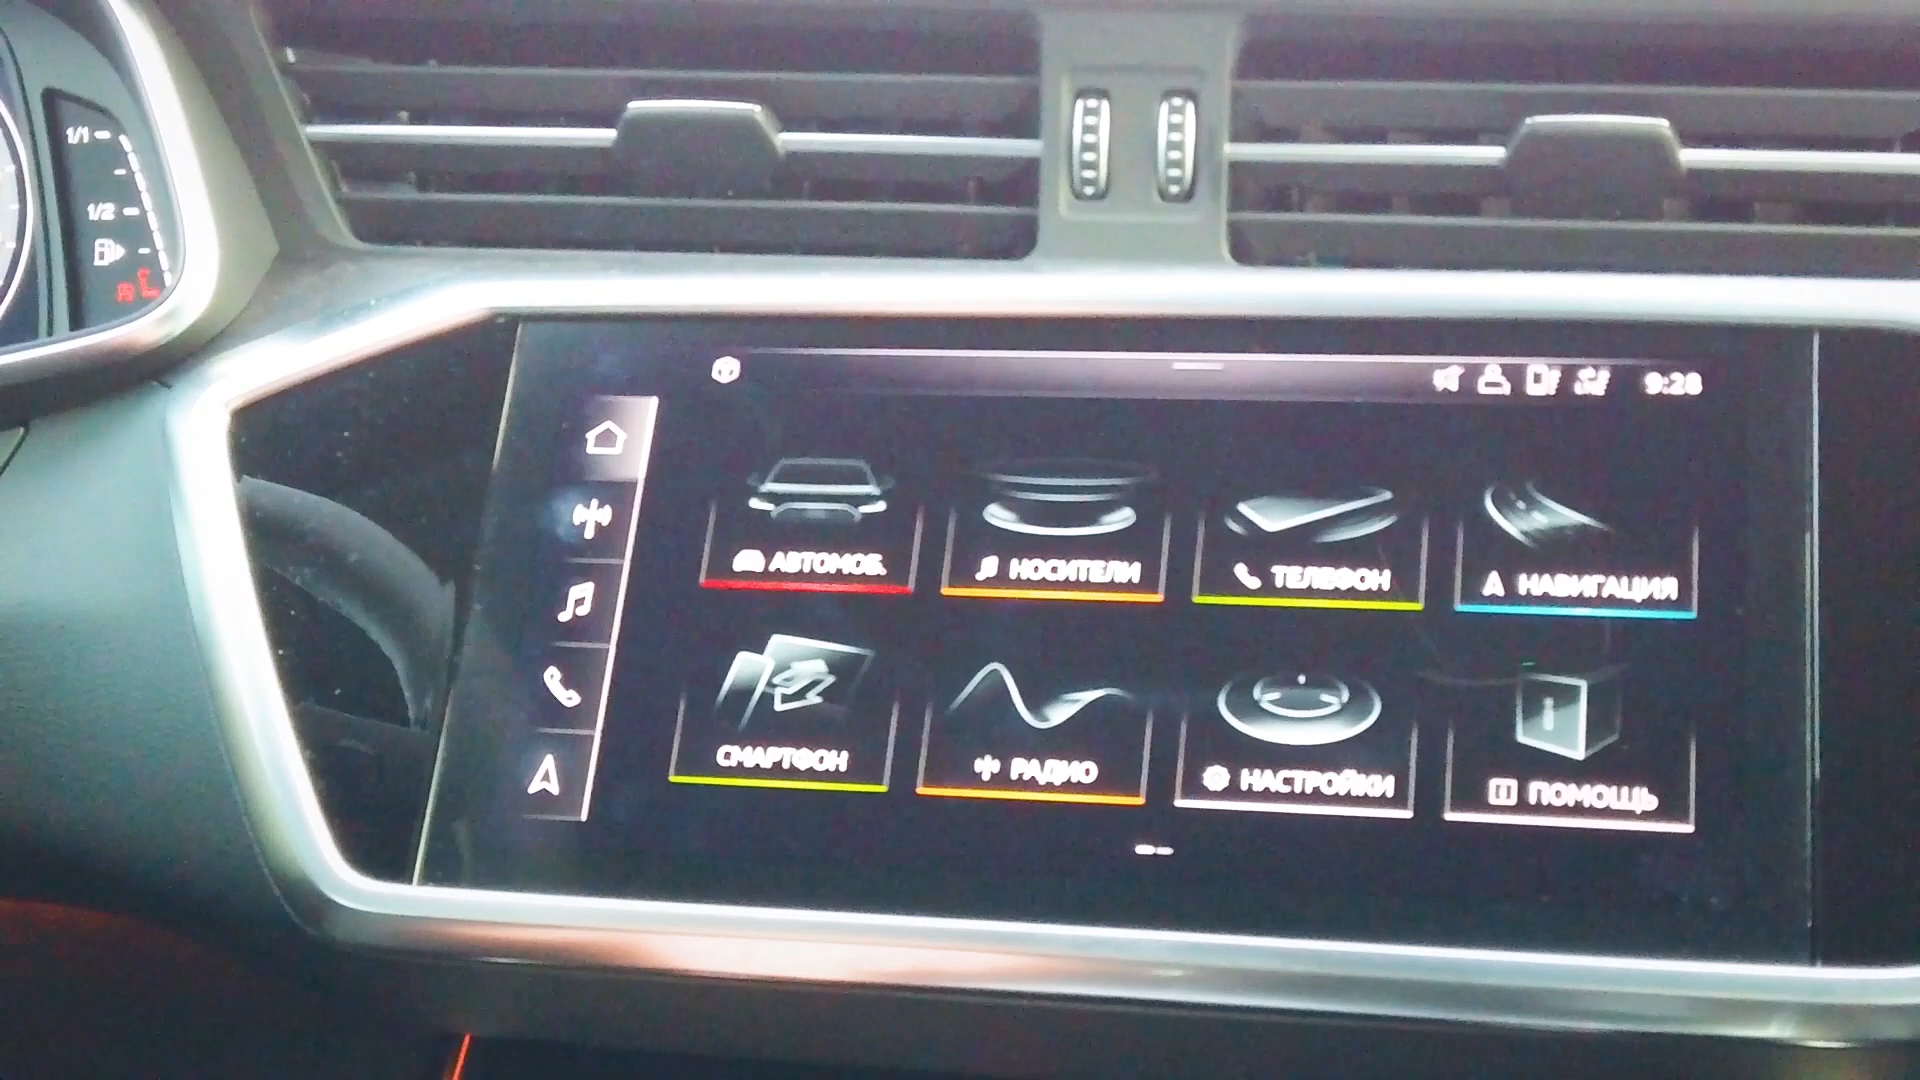 1/1
1/2
9:28
АВТОМОБ.
НОСИТЕЛИ
ТЕЛЕФОН
НАВИГАЦИЯ
СМАРТФОН
РАДИО
НАСТРОЙКИ
ПОМОЩЬ